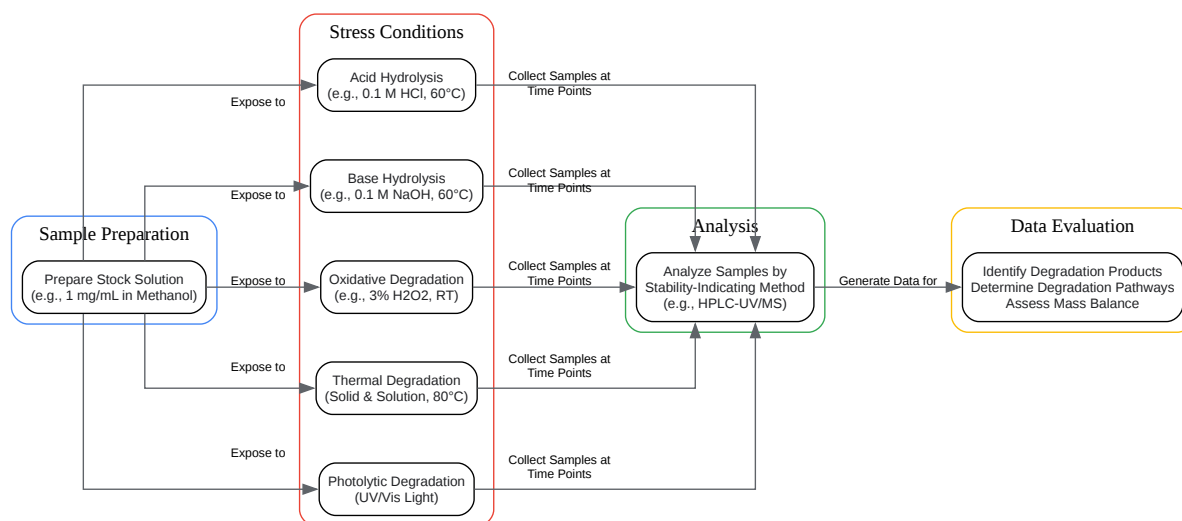 Stress Conditions
Acid Hydrolysis
(e.g., 0.1 M HCl, 60°C)
Collect Samples at
Time Points
Expose to
Base Hydrolysis
(e.g., 0.1 M NaOH, 60°C)
Collect Samples at
Time Points
Expose to
Sample Preparation
Prepare Stock Solution
(e.g., 1 mg/mL in Methanol)
Expose to
Oxidative Degradation
(e.g., 3% H2O2, RT)
Collect Samples at
Time Points
Analysis
Analyze Samples by
Stability-Indicating Method
(e.g., HPLC-UV/MS)
Generate Data for
Data Evaluation
Identify Degradation Products
Determine Degradation Pathways
Assess Mass Balance
Expose to
Thermal Degradation
(Solid & Solution, 80°C)
Collect Samples at
Time Points
Expose to
Photolytic Degradation
(UV/Vis Light)
Collect Samples at
Time Points